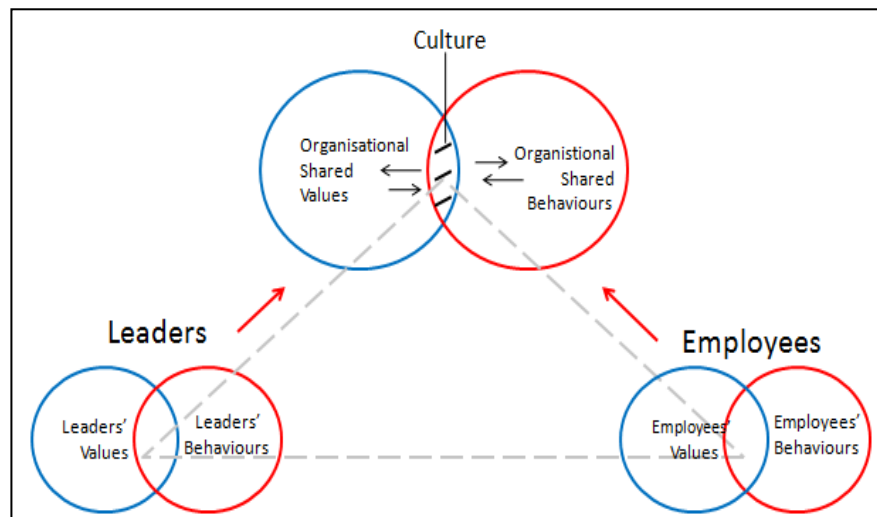 Culture
Organisational
Shared
Values
Organistional
Shared
Behaviours
Leaders
Employees
Leaders'
Values
Leaders'
Behaviours
Employees'
Values
Employees'
Behaviours